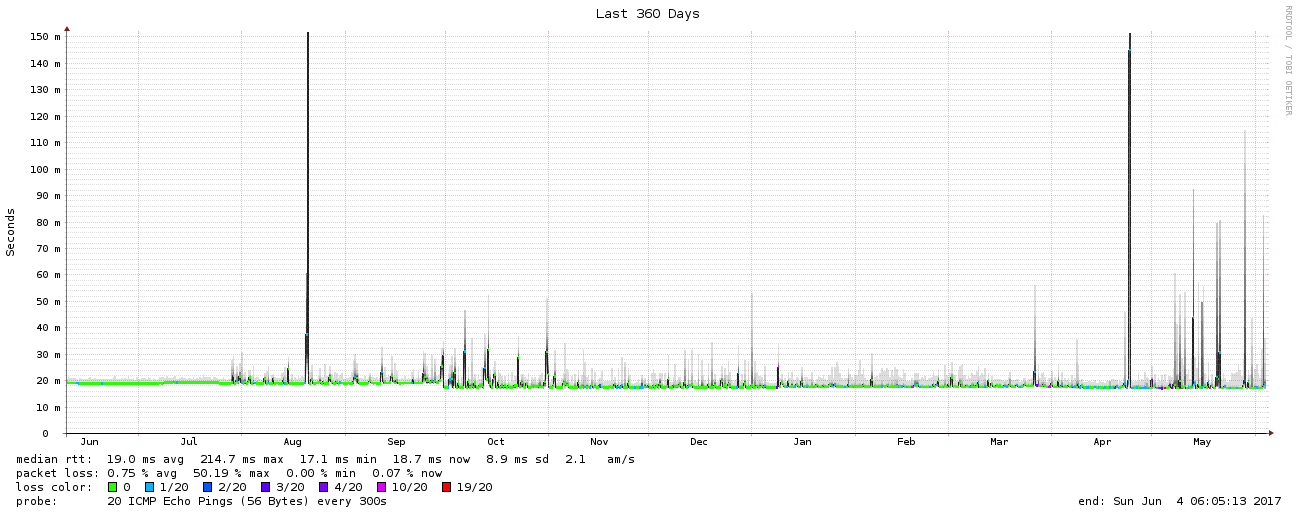 Last 360 Days
RRDTOOL / TOBI OETIKER
Seconds
150 m
140 m
130 m
120 m
110 m
100 m
90 m
80 m
70 m
60 m
50 m
40 m
30 m
20 m
10 m
0
Jun Jul Aug Sep Oct Nov Dec Jan Feb Mar Apr May
median rtt: 19.0 ms avg 214.7 ms max 17.1 ms min 18.7 ms now 8.9 ms sd 2.1 am/s
packet loss: 0.75 % avg 50.19 % max 0.00 % min 0.07 % now
loss color: 0 1/20 2/20 3/20 4/20 10/20 19/20
probe: 20 ICMP Echo Pings (56 Bytes) every 300s end: Sun Jun 4 06:05:13 2017